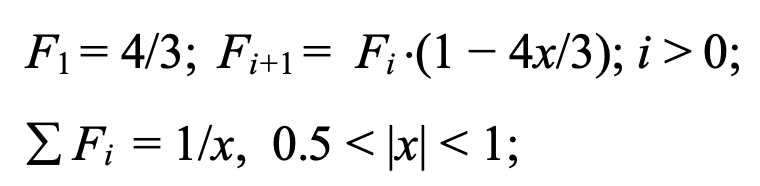 F₁ = 4/3; Fᵢ₊₁ = Fᵢ·(1 − 4x/3); i > 0;
∑ Fᵢ = 1/x, 0.5 < |x| < 1;